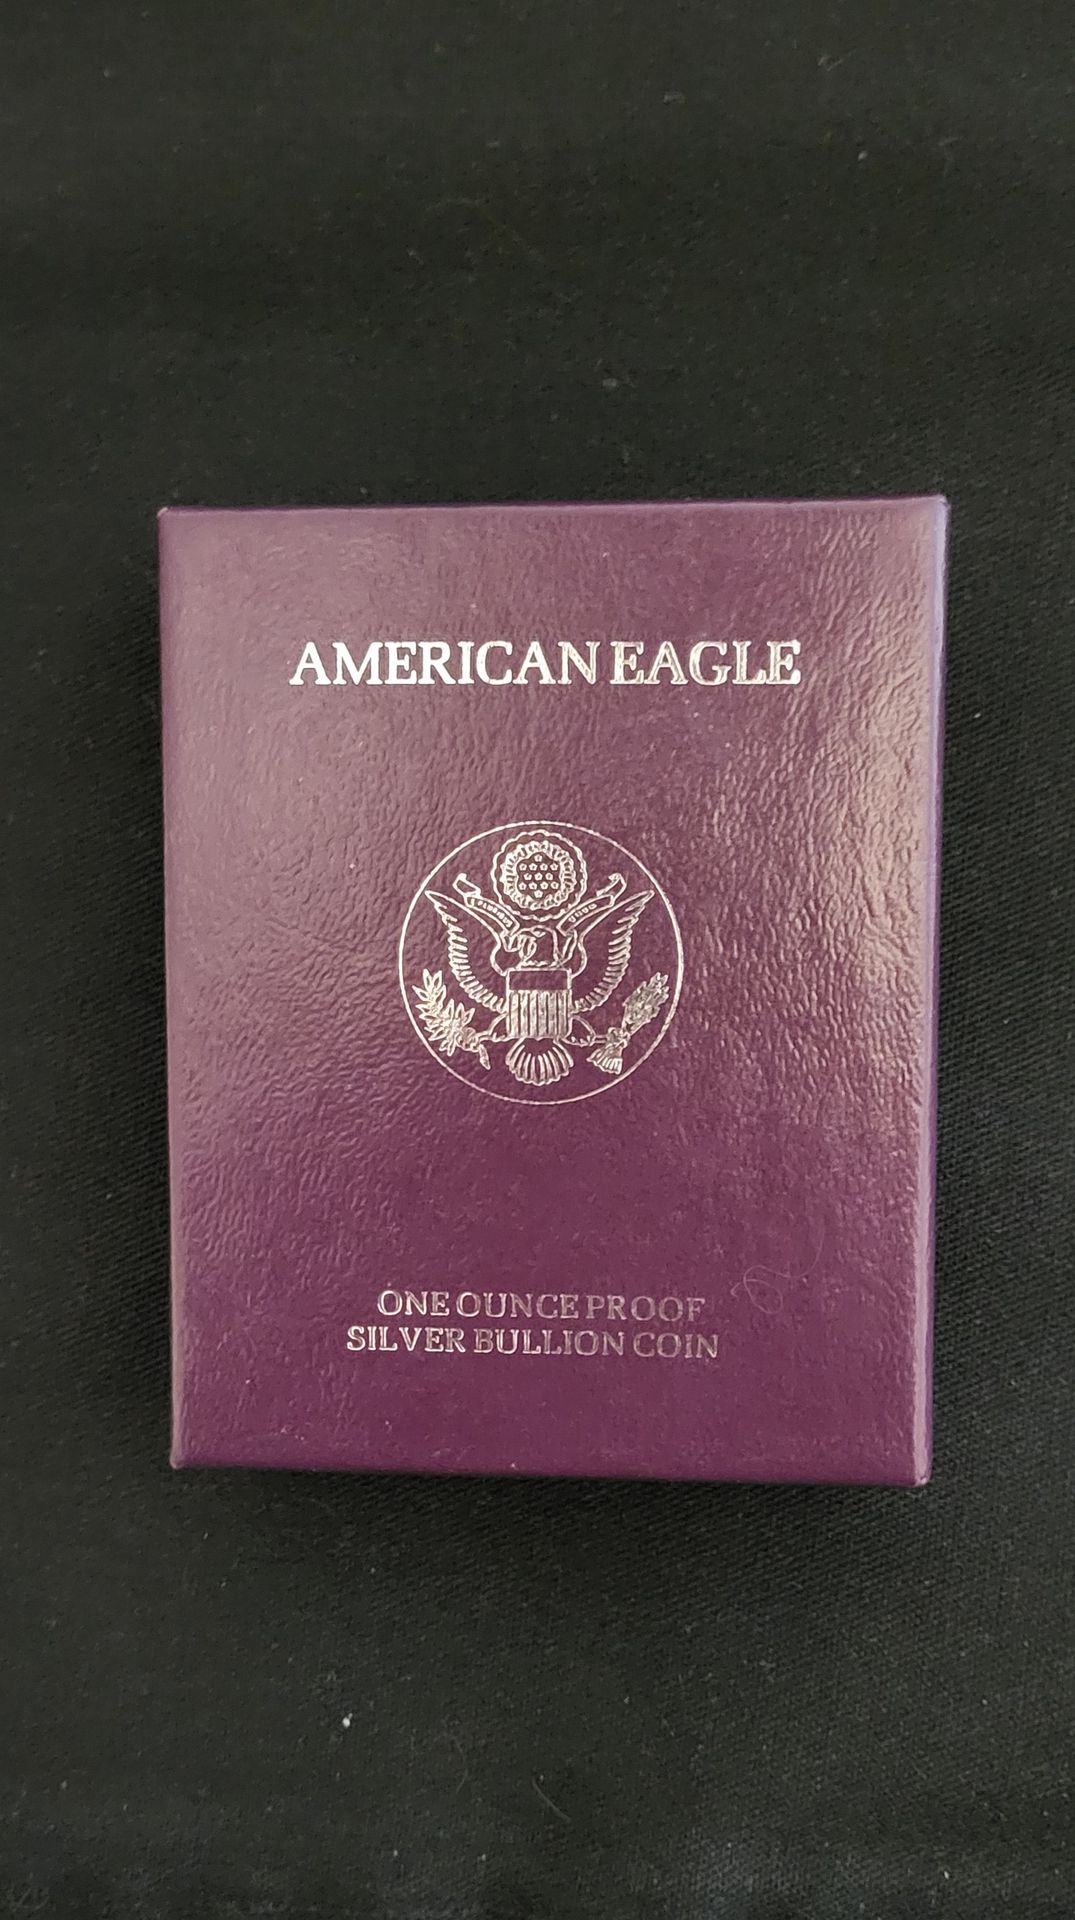 AMERICAN EAGLE
ONE OUNCE PROOF
SILVER BULLION COIN